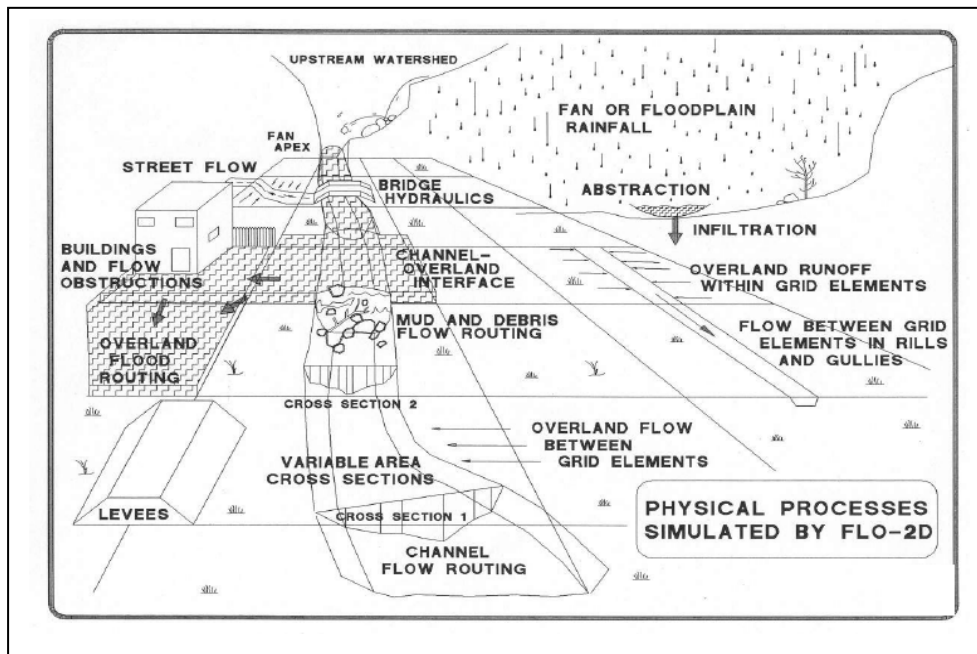 UPSTREAM WATERSHED
FAN OR FLOODPLAIN
RAINFALL
FAN
APEX
STREET FLOW
BRIDGE
HYDRAULICS
ABSTRACTION
INFILTRATION
BUILDINGS
AND FLOW
OBSTRUCTIONS
CHANNEL-
OVERLAND
INTERFACE
OVERLAND RUNOFF
WITHIN GRID ELEMENTS
MUD AND DEBRIS
FLOW ROUTING
FLOW BETWEEN GRID
ELEMENTS IN RILLS
AND GULLIES
OVERLAND
FLOOD
ROUTING
CROSS SECTION 2
OVERLAND FLOW
BETWEEN
GRID ELEMENTS
VARIABLE AREA
CROSS SECTIONS
LEVEES
CROSS SECTION 1
CHANNEL
FLOW ROUTING
PHYSICAL PROCESSES
SIMULATED BY FLO-2D